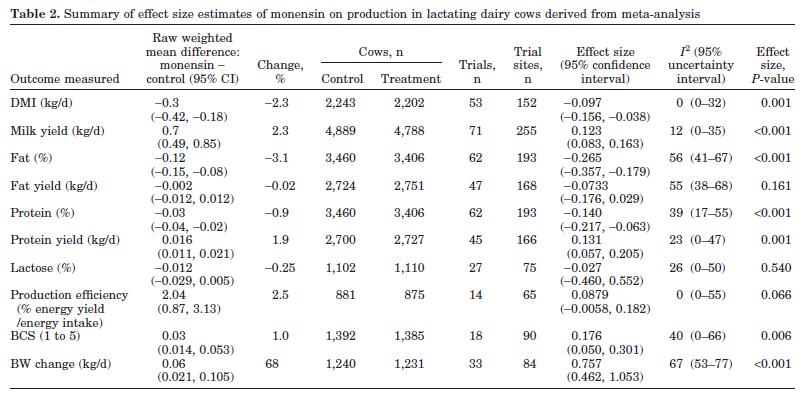 Table 2. Summary of effect size estimates of monensin on production in lactating dairy cows derived from meta-analysis
Outcome measured | Raw weighted mean difference: monensin – control (95% CI) | Change, % | Cows, n Control | Cows, n Treatment | Trials, n | Trial sites, n | Effect size (95% confidence interval) | I² (95% uncertainty interval) | Effect size, P-value
DMI (kg/d) −0.3 −2.3 2,243 2,202 53 152 −0.097 0 (0–32) 0.001
(−0.42, −0.18) (−0.156, −0.038)
Milk yield (kg/d) 0.7 2.3 4,889 4,788 71 255 0.123 12 (0–35) <0.001
(0.49, 0.85) (0.083, 0.163)
Fat (%) −0.12 −3.1 3,460 3,406 62 193 −0.265 56 (41–67) <0.001
(−0.15, −0.08) (−0.357, −0.179)
Fat yield (kg/d) −0.002 −0.02 2,724 2,751 47 168 −0.0733 55 (38–68) 0.161
(−0.012, 0.012) (−0.176, 0.029)
Protein (%) −0.03 −0.9 3,460 3,406 62 193 −0.140 39 (17–55) <0.001
(−0.04, −0.02) (−0.217, −0.063)
Protein yield (kg/d) 0.016 1.9 2,700 2,727 45 166 0.131 23 (0–47) 0.001
(0.011, 0.021) (0.057, 0.205)
Lactose (%) −0.012 −0.25 1,102 1,110 27 75 −0.027 26 (0–50) 0.540
(−0.029, 0.005) (−0.460, 0.552)
Production efficiency 2.04 2.5 881 875 14 65 0.0879 0 (0–55) 0.066
(% energy yield (0.87, 3.13) (−0.0058, 0.182)
/energy intake)
BCS (1 to 5) 0.03 1.0 1,392 1,385 18 90 0.176 40 (0–66) 0.006
(0.014, 0.053) (0.050, 0.301)
BW change (kg/d) 0.06 68 1,240 1,231 33 84 0.757 67 (53–77) <0.001
(0.021, 0.105) (0.462, 1.053)